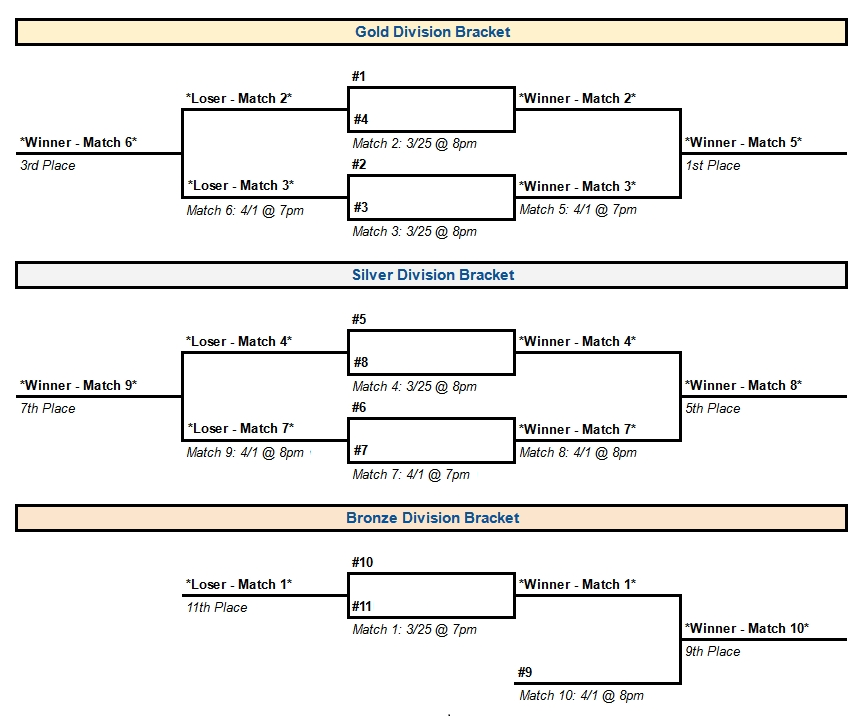 Gold Division Bracket
#1
*Loser - Match 2*
*Winner - Match 2*
#4
*Winner - Match 6*
Match 2: 3/25 @ 8pm
*Winner - Match 5*
3rd Place
#2
1st Place
*Loser - Match 3*
*Winner - Match 3*
#3
Match 6: 4/1 @ 7pm
Match 5: 4/1 @ 7pm
Match 3: 3/25 @ 8pm
Silver Division Bracket
#5
*Loser - Match 4*
*Winner - Match 4*
#8
*Winner - Match 9*
Match 4: 3/25 @ 8pm
*Winner - Match 8*
7th Place
#6
5th Place
*Loser - Match 7*
*Winner - Match 7*
#7
Match 9: 4/1 @ 8pm
Match 8: 4/1 @ 8pm
Match 7: 4/1 @ 7pm
Bronze Division Bracket
#10
*Loser - Match 1*
*Winner - Match 1*
11th Place
#11
Match 1: 3/25 @ 7pm
*Winner - Match 10*
9th Place
#9
Match 10: 4/1 @ 8pm